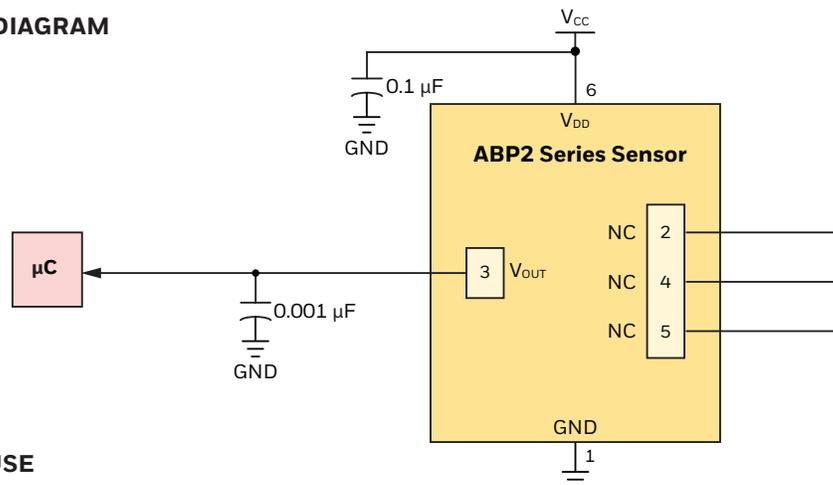 DIAGRAM
VCC
0.1 µF
6
VDD
GND
ABP2 Series Sensor
NC 2
µC
3 VOUT
NC 4
0.001 µF
NC 5
GND
GND
1
USE